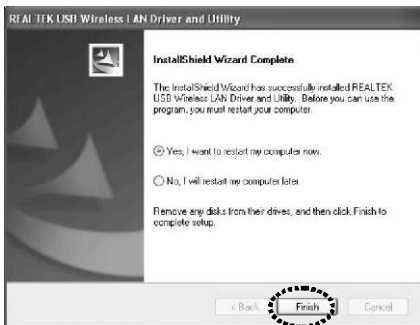 REALTEK USB Wireless LAN Driver and Utility
InstallShield Wizard Complete
The InstallShield Wizard has successfully installed REALTEK
USB Wireless LAN Driver and Utility. Before you can use the
program, you must restart your computer.
Yes, I want to restart my computer now.
No, I will restart my computer later.
Remove any disks from their drives, and then click Finish to
complete setup.
< Back
Finish
Cancel